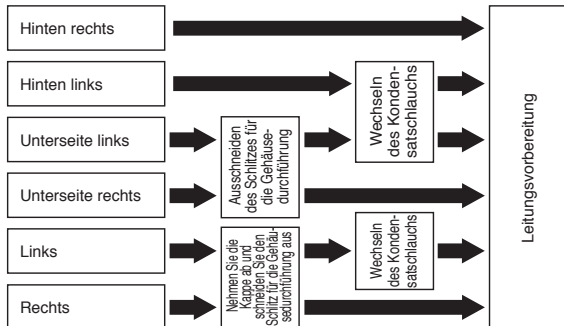 Hinten rechts
Hinten links
Unterseite links
Unterseite rechts
Links
Rechts
Ausschneiden
des Schlitzes für
die Gehäuse-
durchführung
Nehmen Sie die
Kappe ab und
schneiden Sie den
Schlitz für die Gehäu-
sedurchführung aus
Wechseln
des Konden-
satschlauchs
Wechseln
des Konden-
satschlauchs
Leitungsvorbereitung